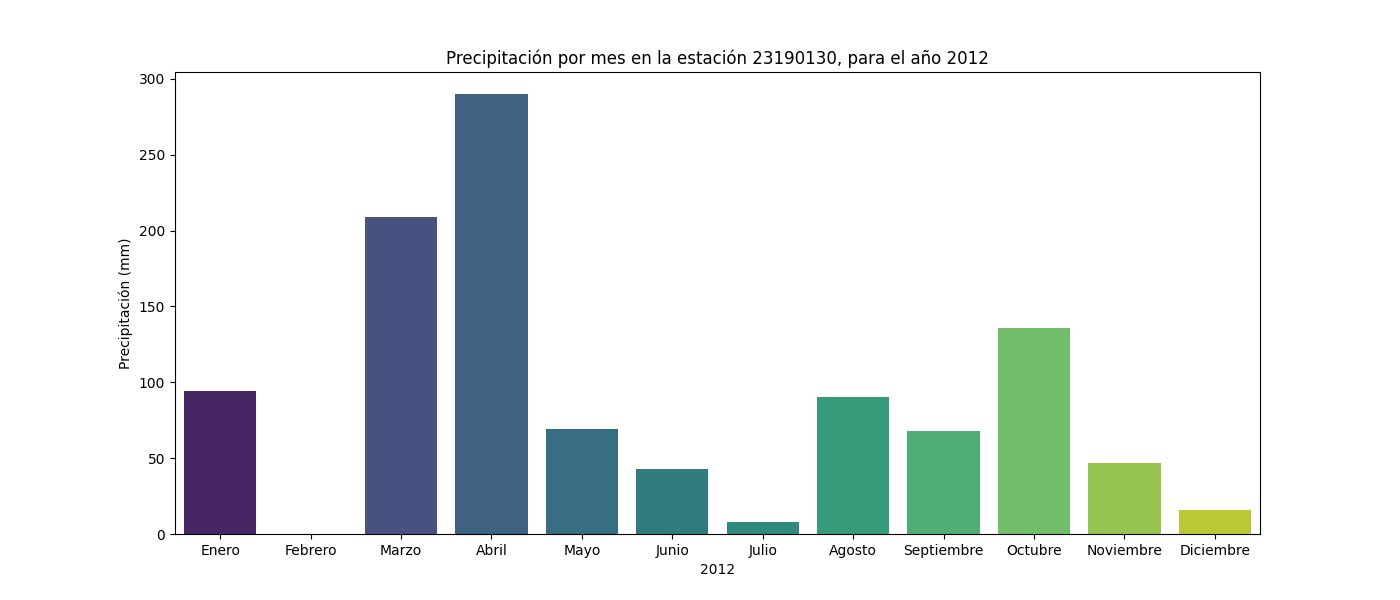 Precipitación por mes en la estación 23190130, para el año 2012
Precipitación (mm)
300
250
200
150
100
50
0
Enero Febrero Marzo Abril Mayo Junio Julio Agosto Septiembre Octubre Noviembre Diciembre
2012